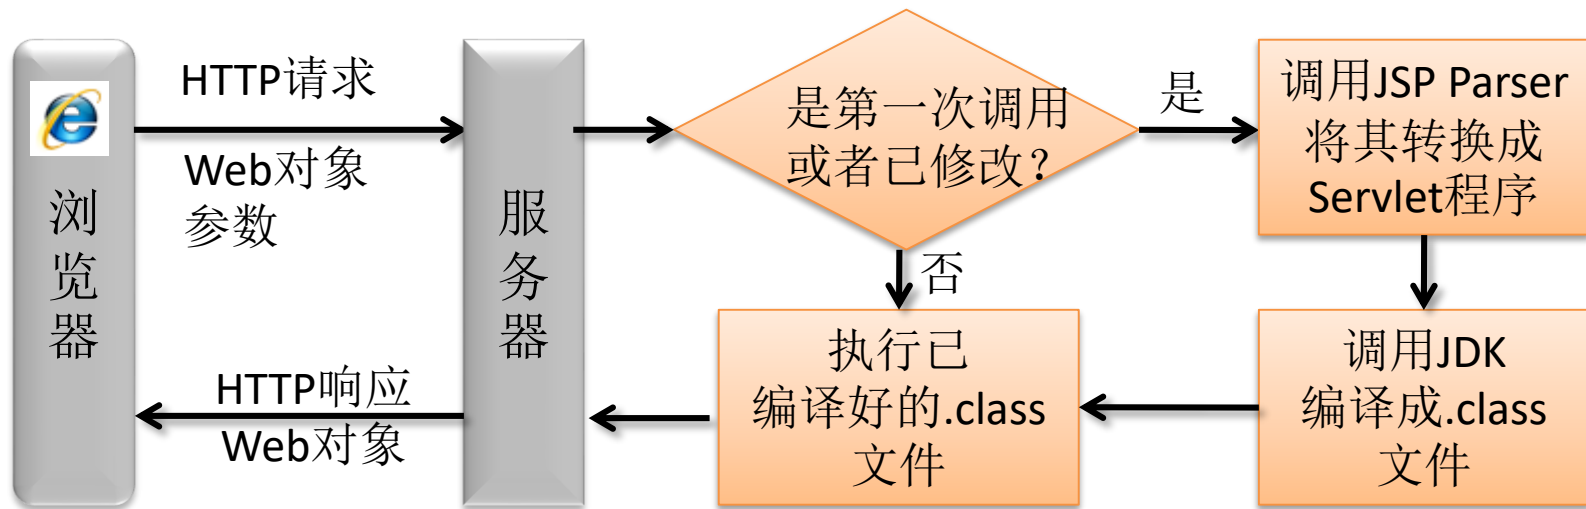 浏览器
HTTP请求
Web对象
参数
HTTP响应
Web对象
服务器
是第一次调用
或者已修改？
是
否
调用JSP Parser
将其转换成
Servlet程序
调用JDK
编译成.class
文件
执行已
编译好的.class
文件